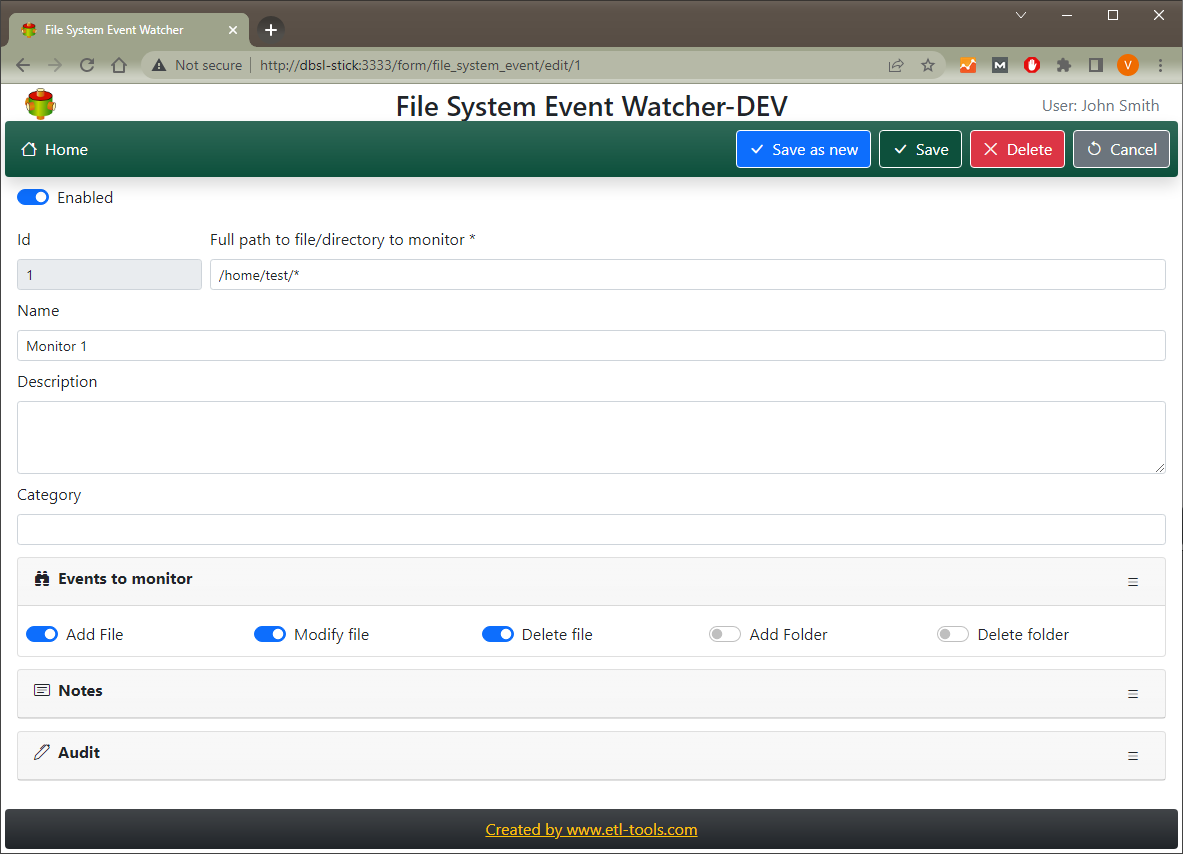 File System Event Watcher
Not secure
http://dbsl-stick:3333/form/file_system_event/edit/1
M
V
File System Event Watcher-DEV
User: John Smith
Home
Save as new
Save
Delete
Cancel
Enabled
Id
Full path to file/directory to monitor *
1
/home/test/*
Name
Monitor 1
Description
Category
Events to monitor
Add File
Modify file
Delete file
Add Folder
Delete folder
Notes
Audit
Created by www.etl-tools.com